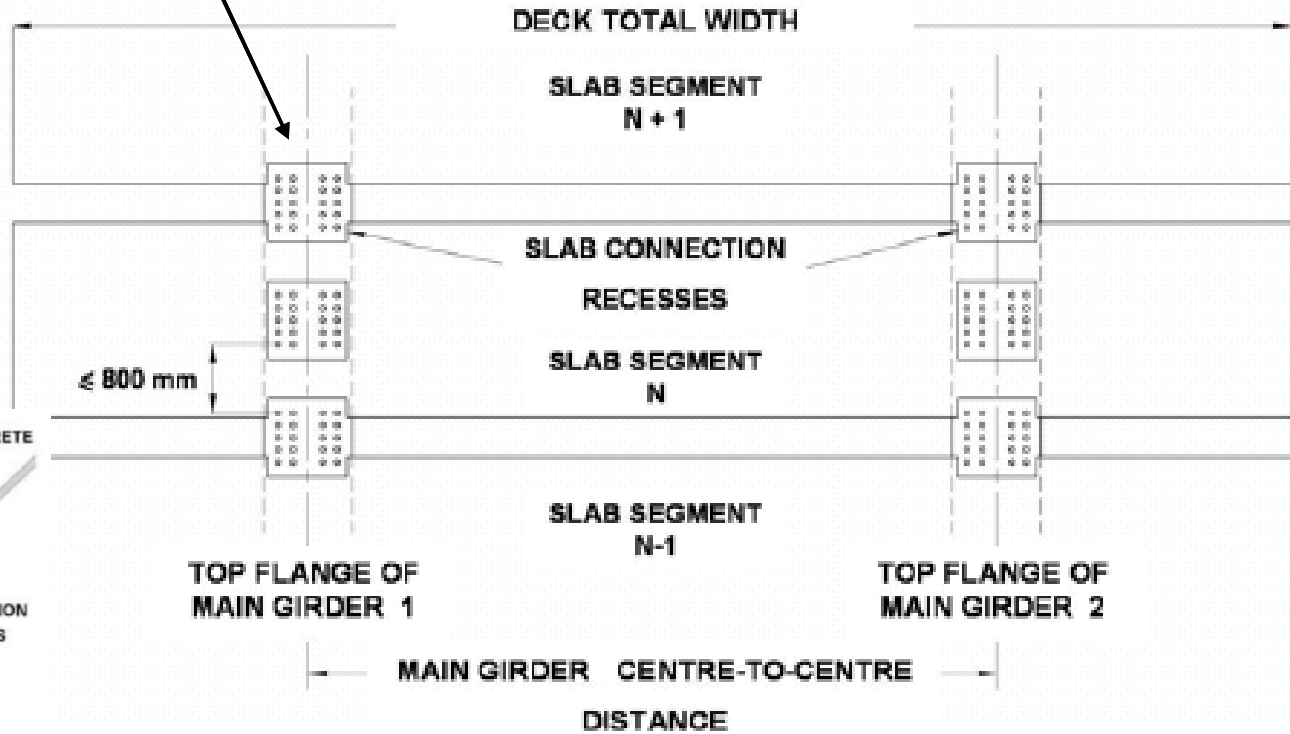 DECK TOTAL WIDTH
SLAB SEGMENT
N + 1
SLAB CONNECTION
RECESSES
≤ 800 mm
SLAB SEGMENT
N
RETE
SLAB SEGMENT
N-1
TOP FLANGE OF
MAIN GIRDER 1
TOP FLANGE OF
MAIN GIRDER 2
ION
S
MAIN GIRDER CENTRE-TO-CENTRE
DISTANCE